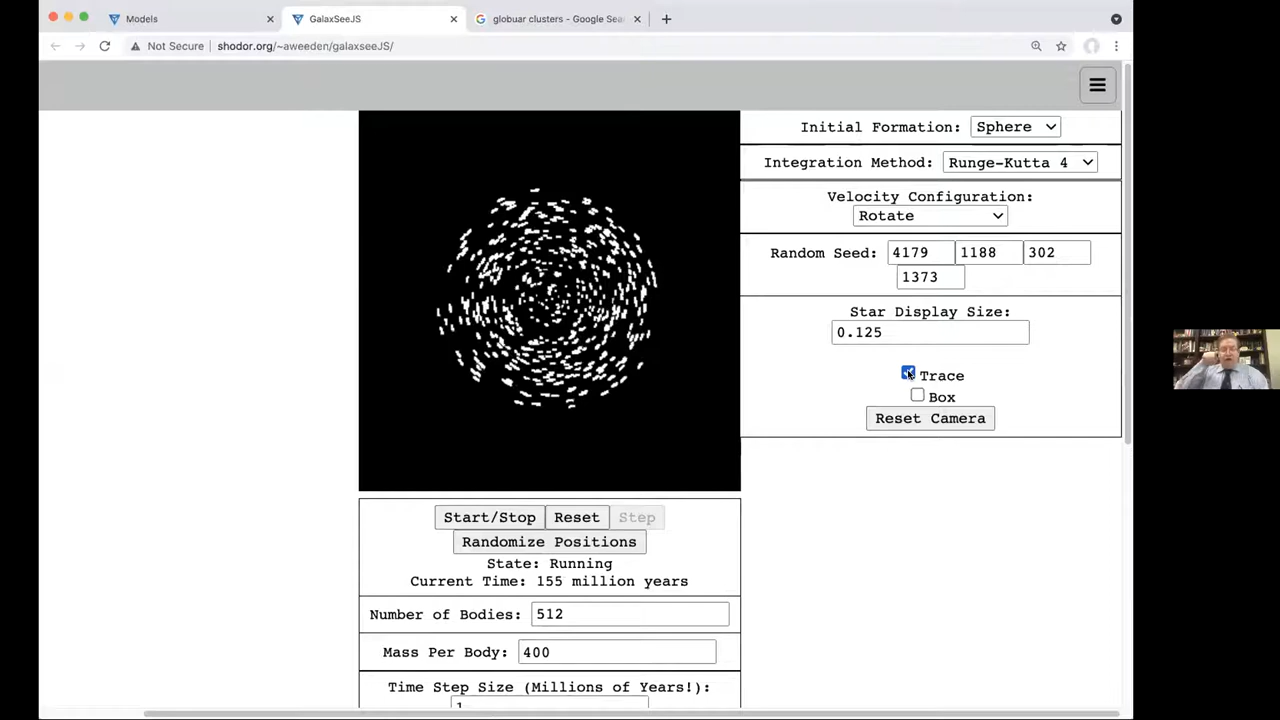 Models
GalaxSeeJS
globuar clusters - Google Sea
Not Secure
shodor.org/~aweeden/galaxseeJS/
Initial Formation: Sphere
Integration Method: Runge-Kutta 4
Velocity Configuration:
Rotate
Random Seed: 4179 1188 302
1373
Star Display Size:
0.125
Trace
Box
Reset Camera
Start/Stop Reset Step
Randomize Positions
State: Running
Current Time: 155 million years
Number of Bodies: 512
Mass Per Body: 400
Time Step Size (Millions of Years!):
1